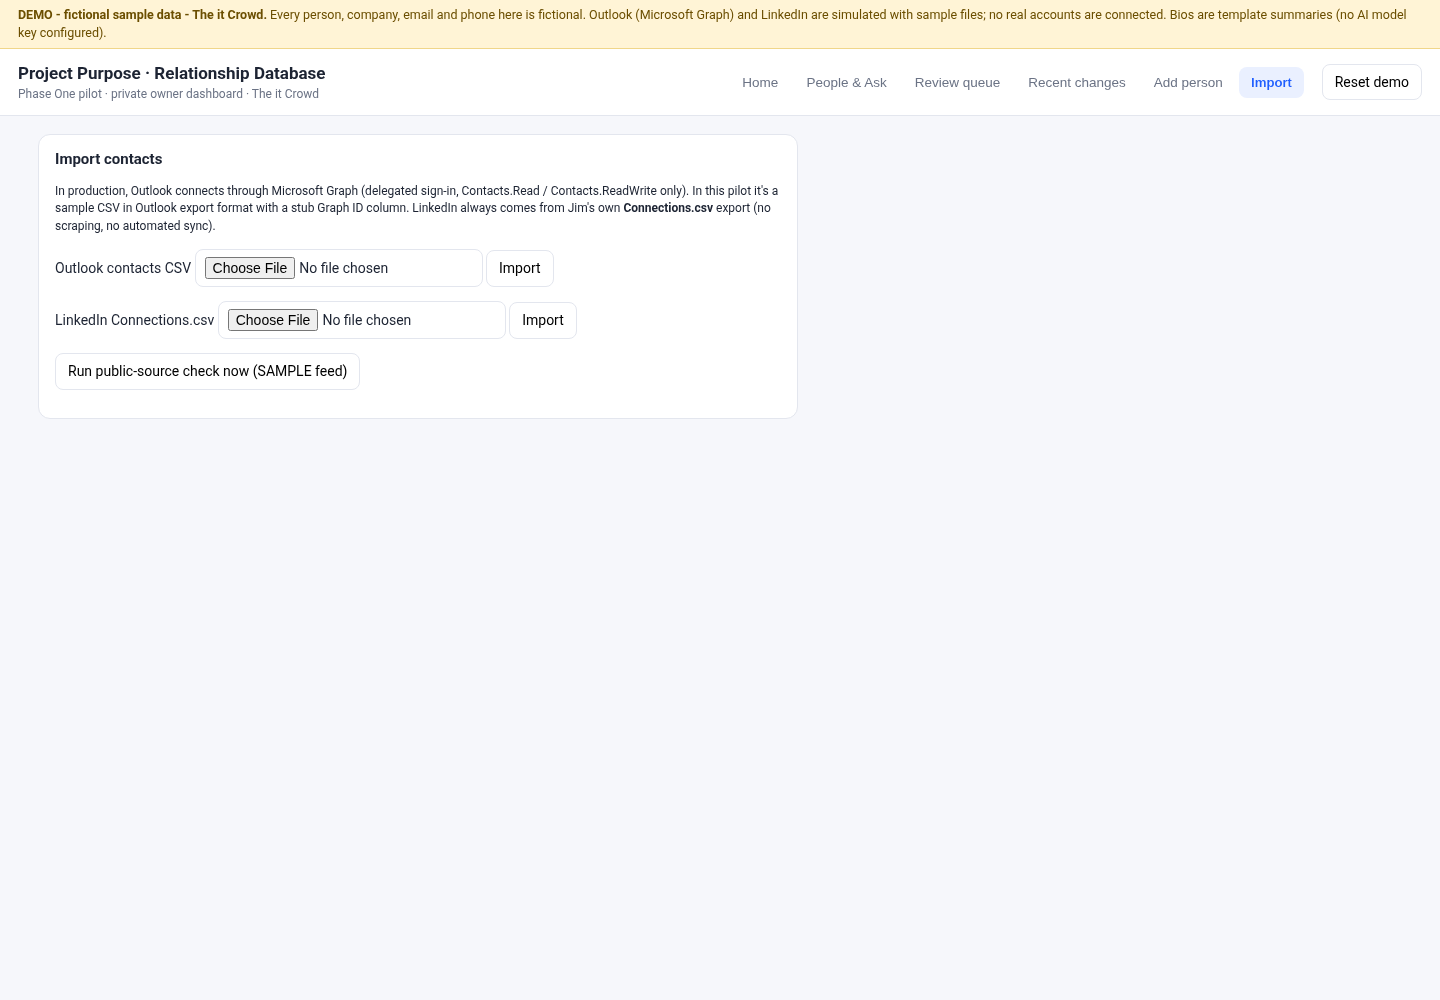 DEMO - fictional sample data - The it Crowd. Every person, company, email and phone here is fictional. Outlook (Microsoft Graph) and LinkedIn are simulated with sample files; no real accounts are connected. Bios are template summaries (no AI model
key configured).
Project Purpose · Relationship Database
Phase One pilot · private owner dashboard · The it Crowd
Home People & Ask Review queue Recent changes Add person Import Reset demo
Import contacts
In production, Outlook connects through Microsoft Graph (delegated sign-in, Contacts.Read / Contacts.ReadWrite only). In this pilot it's a
sample CSV in Outlook export format with a stub Graph ID column. LinkedIn always comes from Jim's own Connections.csv export (no
scraping, no automated sync).
Outlook contacts CSV Choose File No file chosen Import
LinkedIn Connections.csv Choose File No file chosen Import
Run public-source check now (SAMPLE feed)